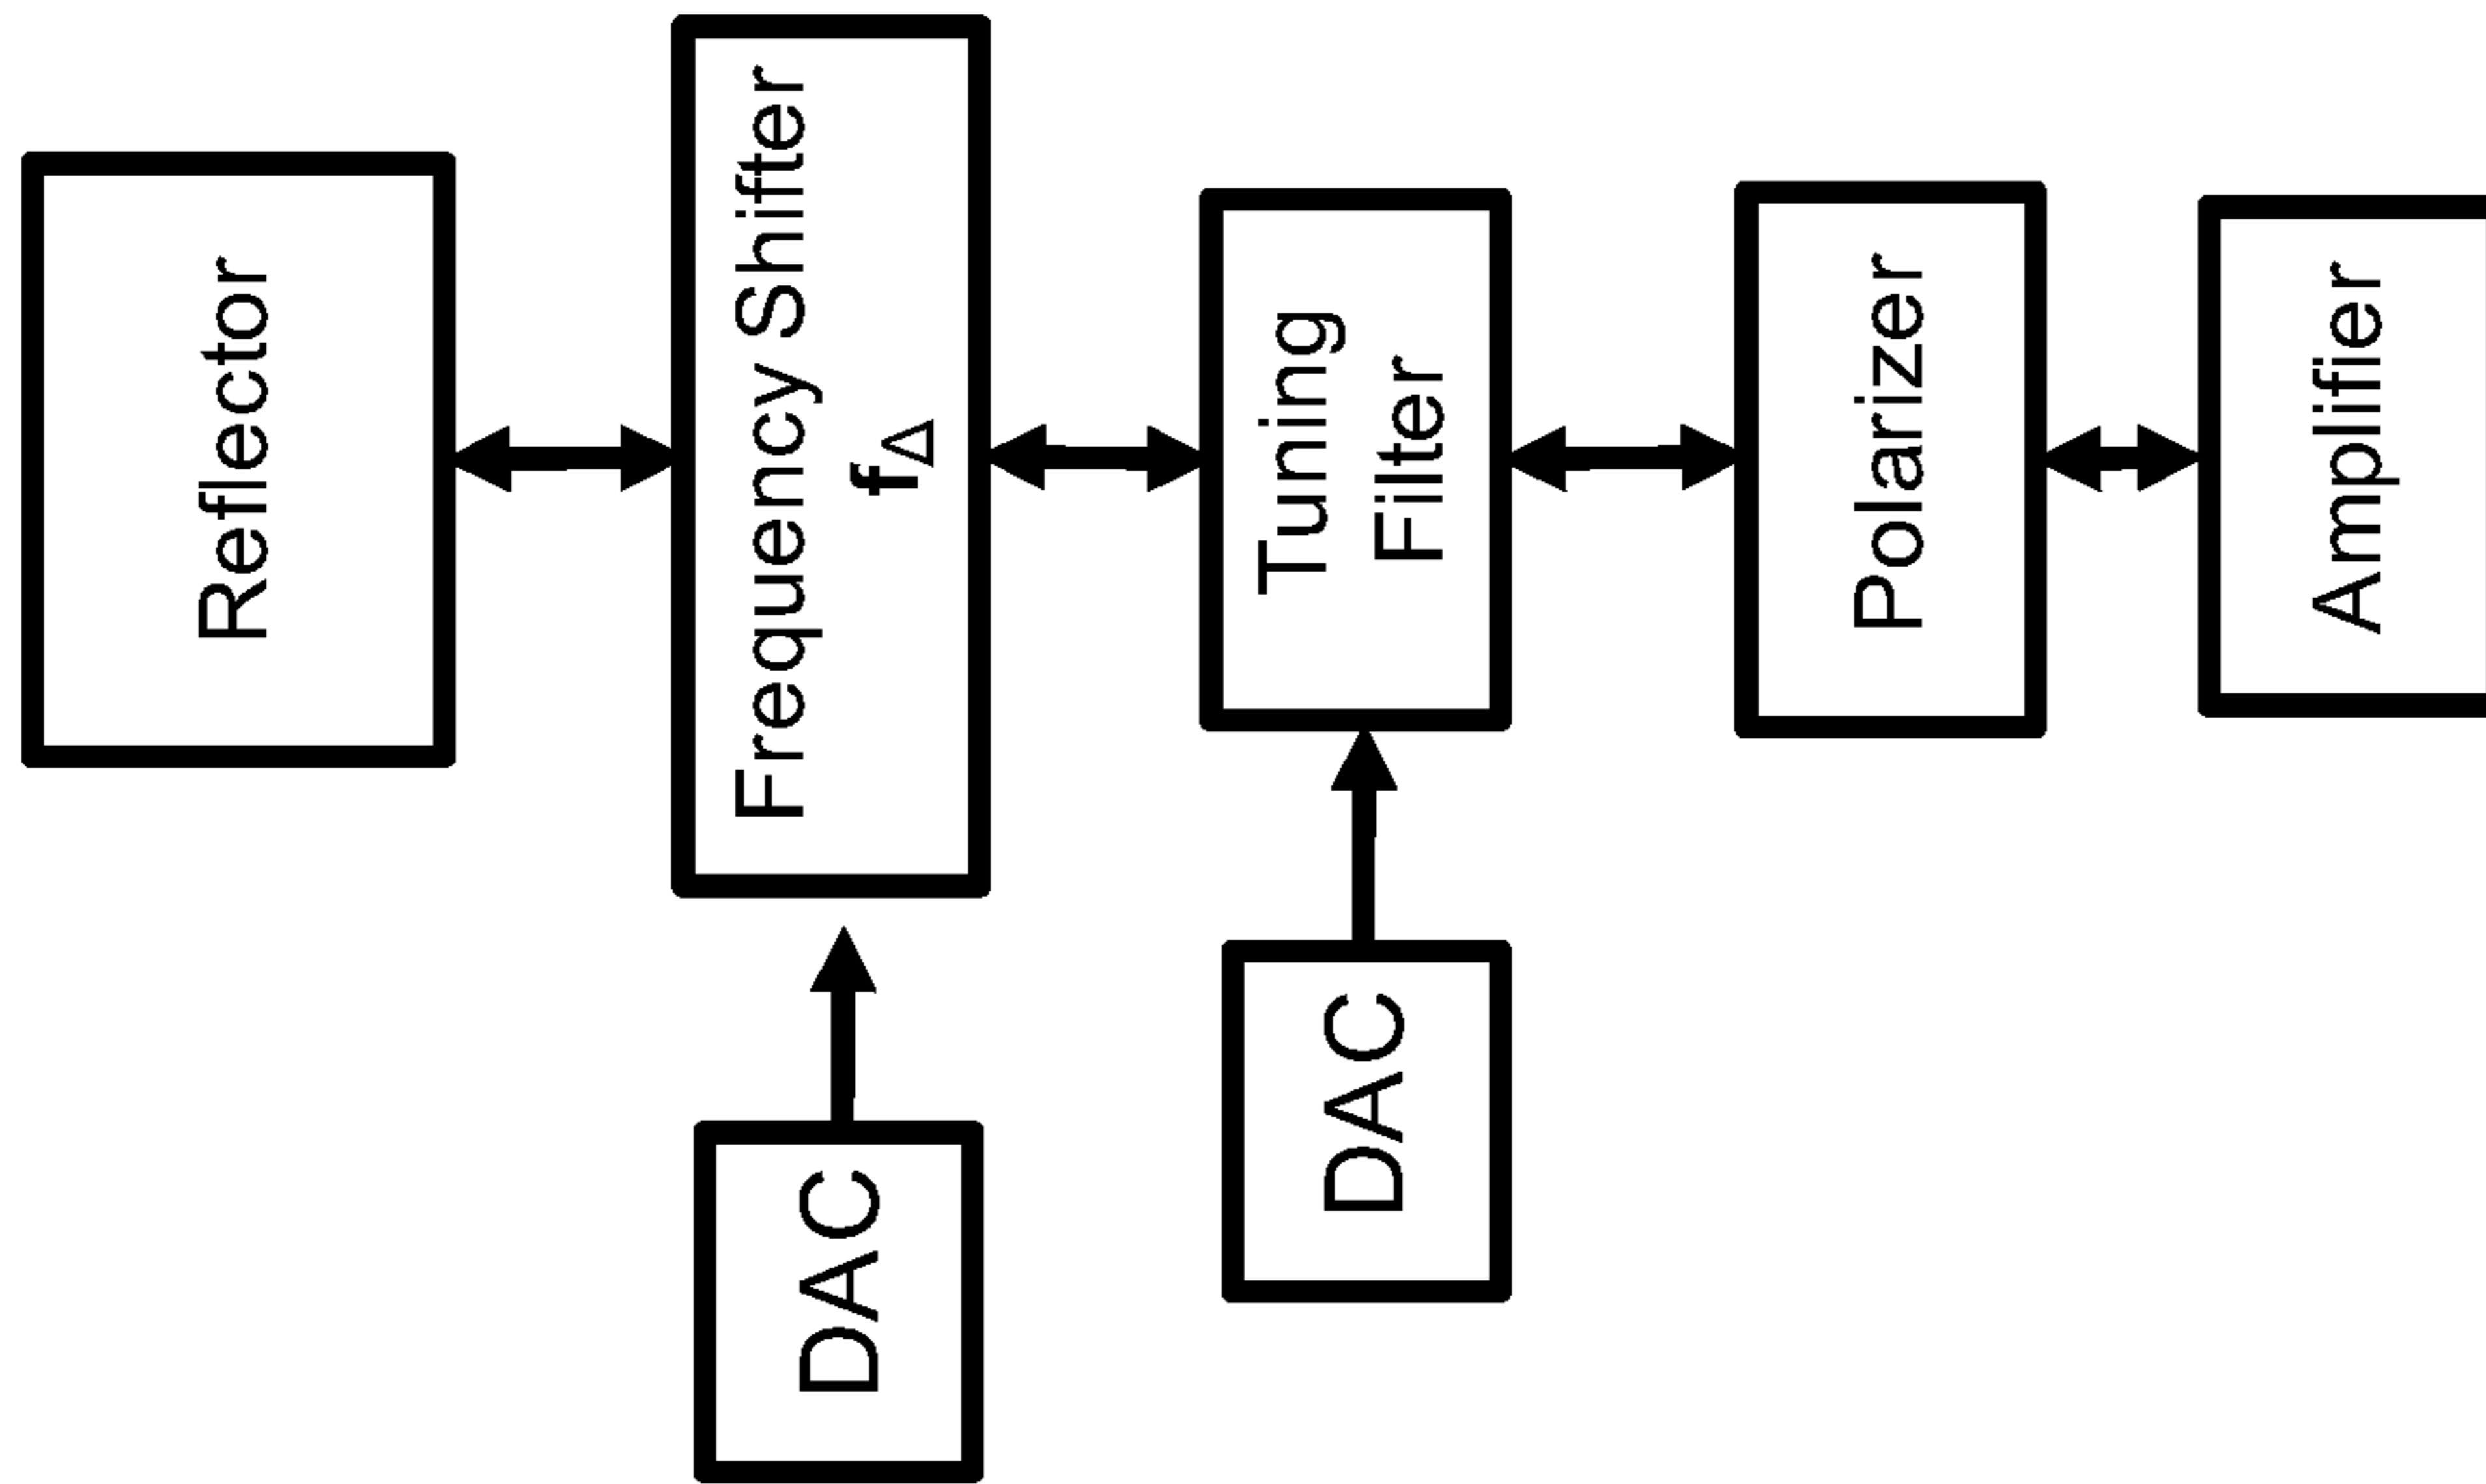 Reflector
Frequency Shifter
fΔ
Tuning
Filter
Polarizer
Amplifier
DAC
DAC